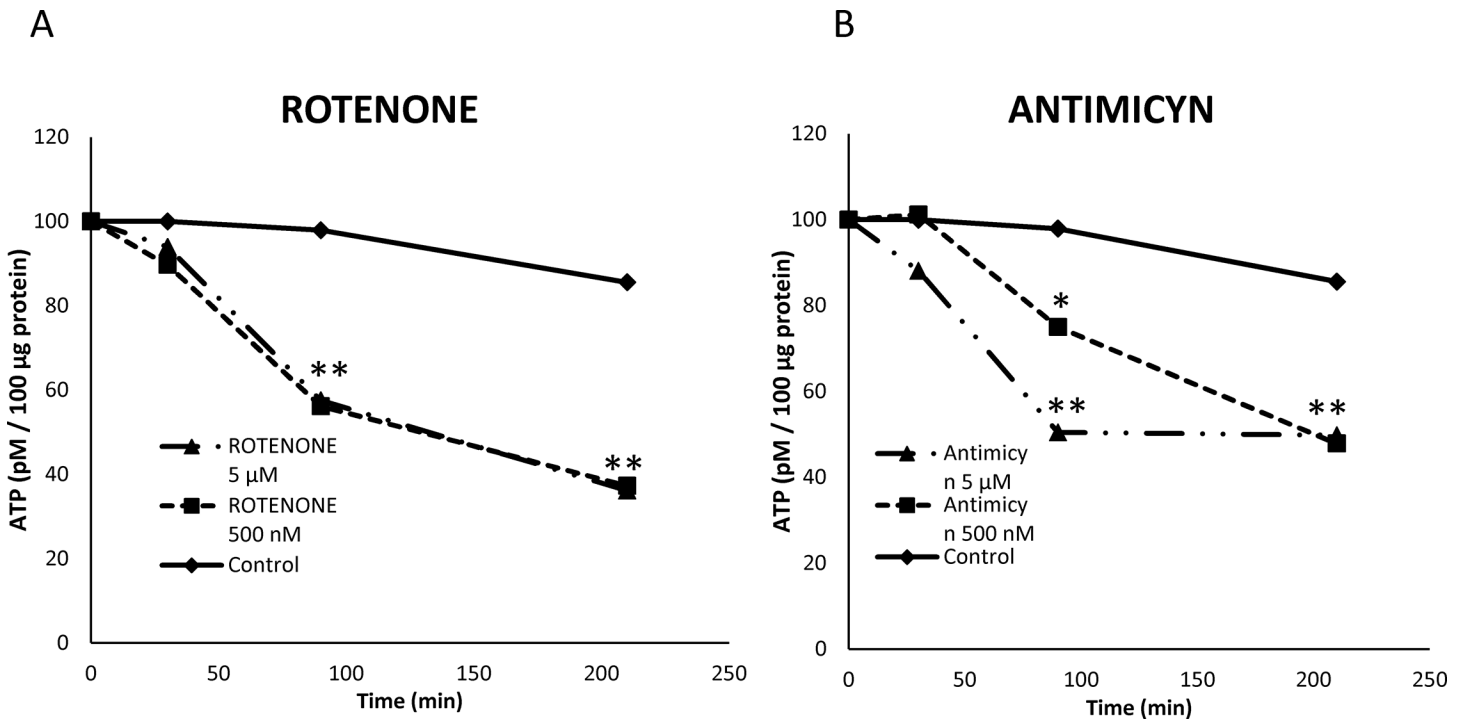 A
ROTENONE
120
100
80
60
40
20
0
ATP (pM / 100 µg protein)
**
**
ROTENONE
5 µM
ROTENONE
500 nM
Control
0
50
100
150
200
250
Time (min)
B
ANTIMICYN
120
100
80
60
40
20
0
ATP (pM / 100 µg protein)
*
**
**
Antimicy
n 5 µM
Antimicy
n 500 nM
Control
0
50
100
150
200
250
Time (min)